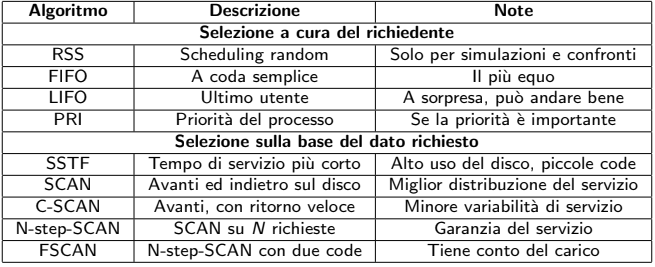 Algoritmo Descrizione Note
Selezione a cura del richiedente
RSS Scheduling random Solo per simulazioni e confronti
FIFO A coda semplice Il più equo
LIFO Ultimo utente A sorpresa, può andare bene
PRI Priorità del processo Se la priorità è importante
Selezione sulla base del dato richiesto
SSTF Tempo di servizio più corto Alto uso del disco, piccole code
SCAN Avanti ed indietro sul disco Miglior distribuzione del servizio
C-SCAN Avanti, con ritorno veloce Minore variabilità di servizio
N-step-SCAN SCAN su N richieste Garanzia del servizio
FSCAN N-step-SCAN con due code Tiene conto del carico